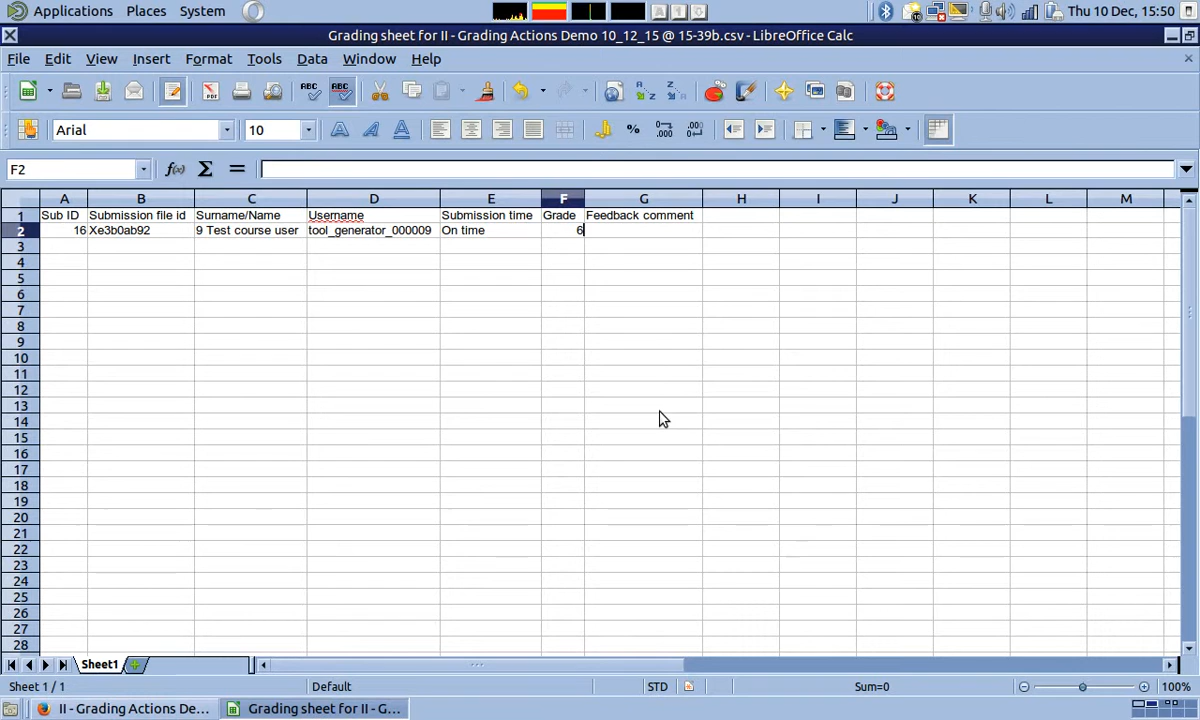 Applications Places System Thu 10 Dec, 15:50
Grading sheet for II - Grading Actions Demo 10_12_15 @ 15-39b.csv - LibreOffice Calc
File Edit View Insert Format Tools Data Window Help
Arial 10
F2
A B C D E F G H I J K L M
1 Sub ID Submission file id Surname/Name Username Submission time Grade Feedback comment
2 16 Xe3b0ab92 9 Test course user tool_generator_000009 On time 6
3
4
5
6
7
8
9
10
11
12
13
14
15
16
17
18
19
20
21
22
23
24
25
26
27
28
Sheet1
Sheet 1 / 1 Default STD Sum=0 100%
II - Grading Actions De... Grading sheet for II - G...